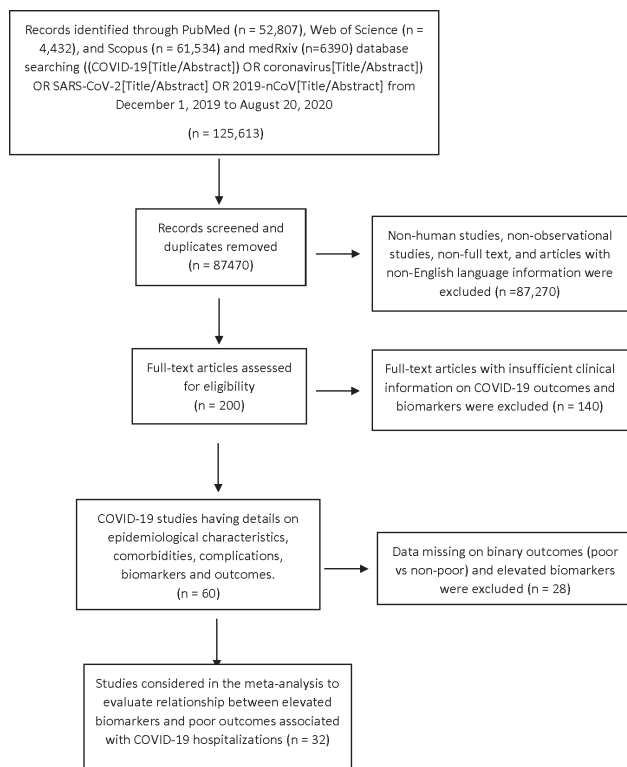 Records identified through PubMed (n = 52,807), Web of Science (n =
4,432), and Scopus (n = 61,534) and medRxiv (n=6390) database
searching ((COVID-19[Title/Abstract]) OR coronavirus[Title/Abstract])
OR SARS-CoV-2[Title/Abstract] OR 2019-nCoV[Title/Abstract] from
December 1, 2019 to August 20, 2020
(n = 125,613)
Records screened and
duplicates removed
(n = 87470)
Non-human studies, non-observational
studies, non-full text, and articles with
non-English language information were
excluded (n =87,270)
Full-text articles assessed
for eligibility
(n = 200)
Full-text articles with insufficient clinical
information on COVID-19 outcomes and
biomarkers were excluded (n = 140)
COVID-19 studies having details on
epidemiological characteristics,
comorbidities, complications,
biomarkers and outcomes.
(n = 60)
Data missing on binary outcomes (poor
vs non-poor) and elevated biomarkers
were excluded (n = 28)
Studies considered in the meta-analysis to
evaluate relationship between elevated
biomarkers and poor outcomes associated
with COVID-19 hospitalizations (n = 32)